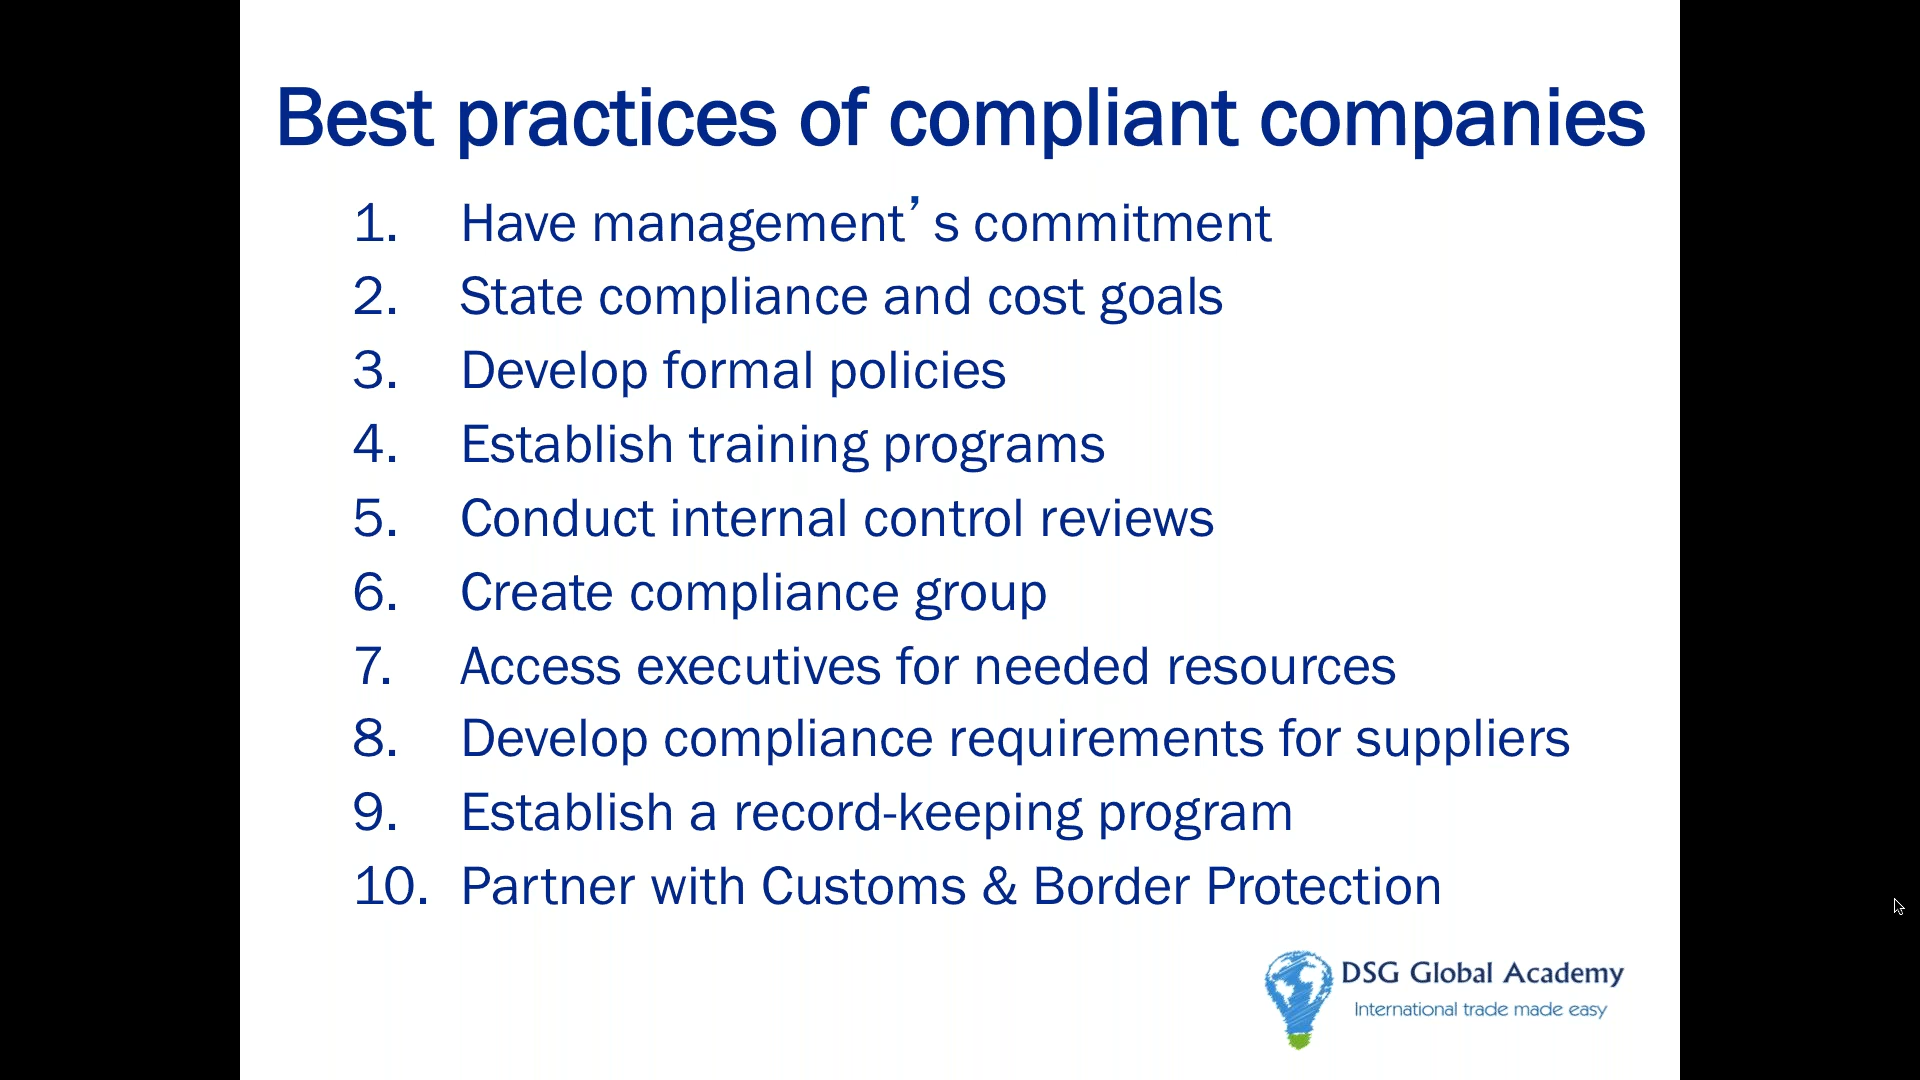 Best practices of compliant companies
1. Have management’s commitment
2. State compliance and cost goals
3. Develop formal policies
4. Establish training programs
5. Conduct internal control reviews
6. Create compliance group
7. Access executives for needed resources
8. Develop compliance requirements for suppliers
9. Establish a record-keeping program
10. Partner with Customs & Border Protection
DSG Global Academy
International trade made easy